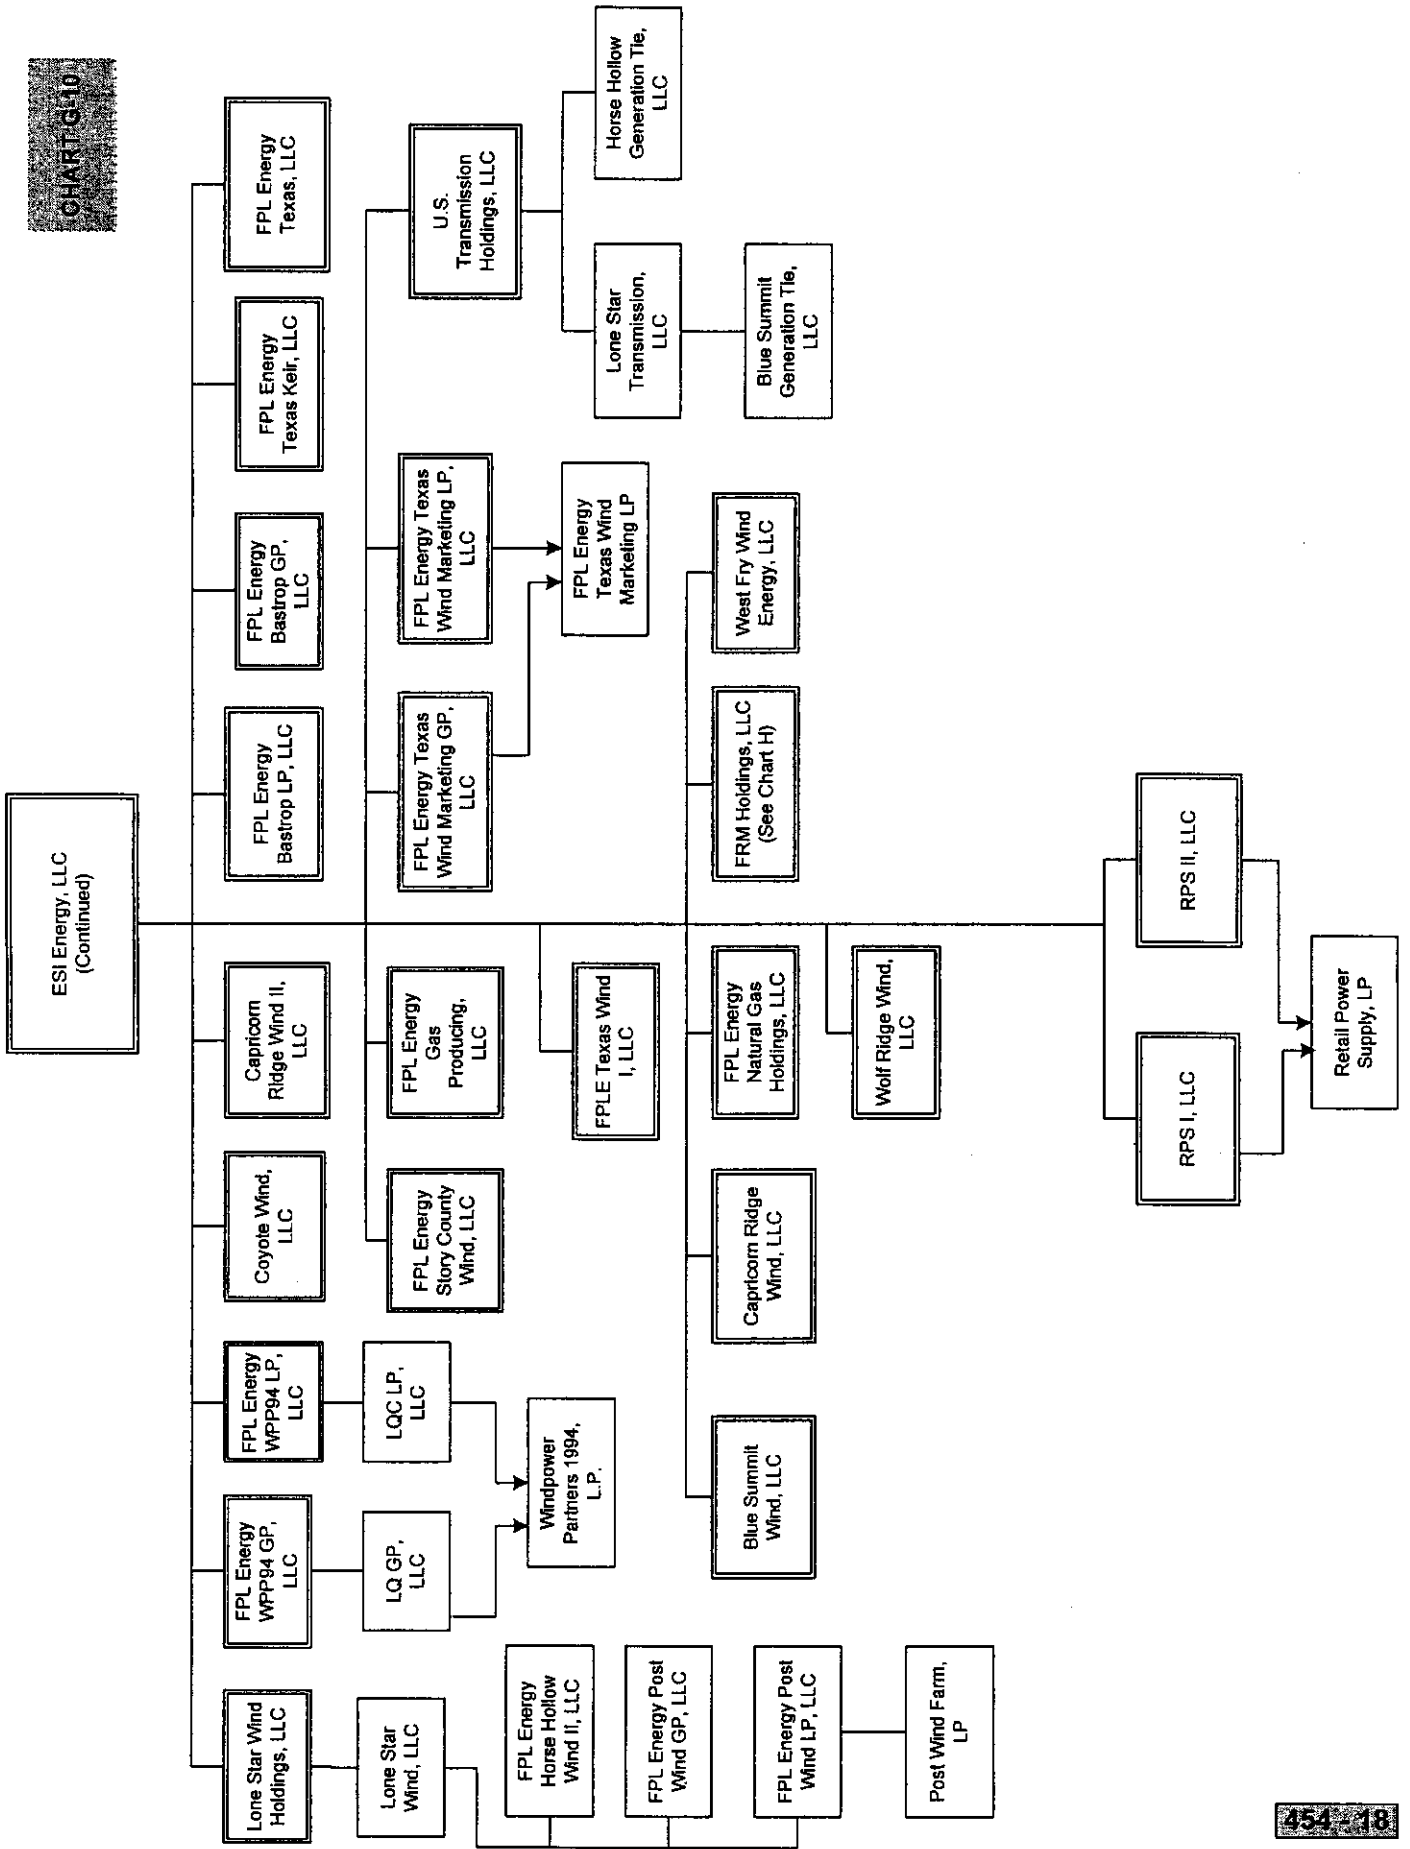 CHART G-10
ESI Energy, LLC
(Continued)
Lone Star Wind
Holdings, LLC
FPL Energy
WPP94 GP,
LLC
FPL Energy
WPP94 LP,
LLC
Coyote Wind,
LLC
Capricorn
Ridge Wind II,
LLC
FPL Energy
Bastrop LP, LLC
FPL Energy
Bastrop GP,
LLC
FPL Energy
Texas Keir, LLC
FPL Energy
Texas, LLC
Lone Star
Wind, LLC
LQ GP,
LLC
LQC LP,
LLC
FPL Energy
Story County
Wind, LLC
FPL Energy
Gas
Producing,
LLC
FPL Energy Texas
Wind Marketing GP,
LLC
FPL Energy Texas
Wind Marketing LP,
LLC
U.S.
Transmission
Holdings, LLC
FPL Energy
Horse Hollow
Wind II, LLC
Windpower
Partners 1994,
L.P.
FPLE Texas Wind
I, LLC
FPL Energy
Texas Wind
Marketing LP
Lone Star
Transmission,
LLC
Horse Hollow
Generation Tie,
LLC
FPL Energy Post
Wind GP, LLC
Blue Summit
Wind, LLC
Capricorn Ridge
Wind, LLC
FPL Energy
Natural Gas
Holdings, LLC
FRM Holdings, LLC
(See Chart H)
West Fry Wind
Energy, LLC
Blue Summit
Generation Tie,
LLC
FPL Energy Post
Wind LP, LLC
Wolf Ridge Wind,
LLC
Post Wind Farm,
LP
RPS I, LLC
RPS II, LLC
Retail Power
Supply, LP
454 - 18